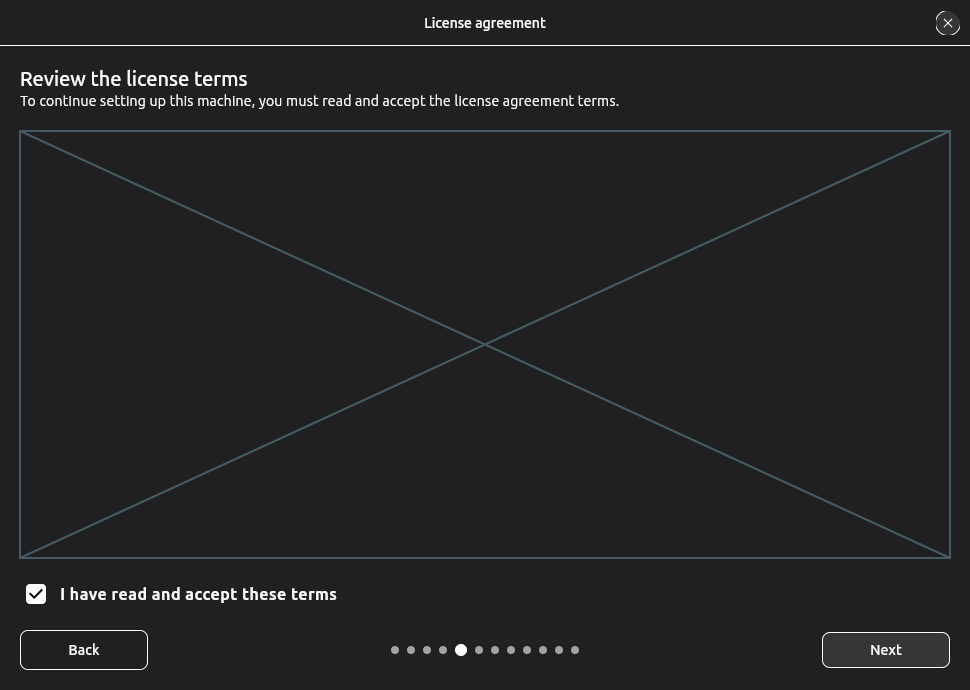 License agreement
Review the license terms
To continue setting up this machine, you must read and accept the license agreement terms.
I have read and accept these terms
Back
Next